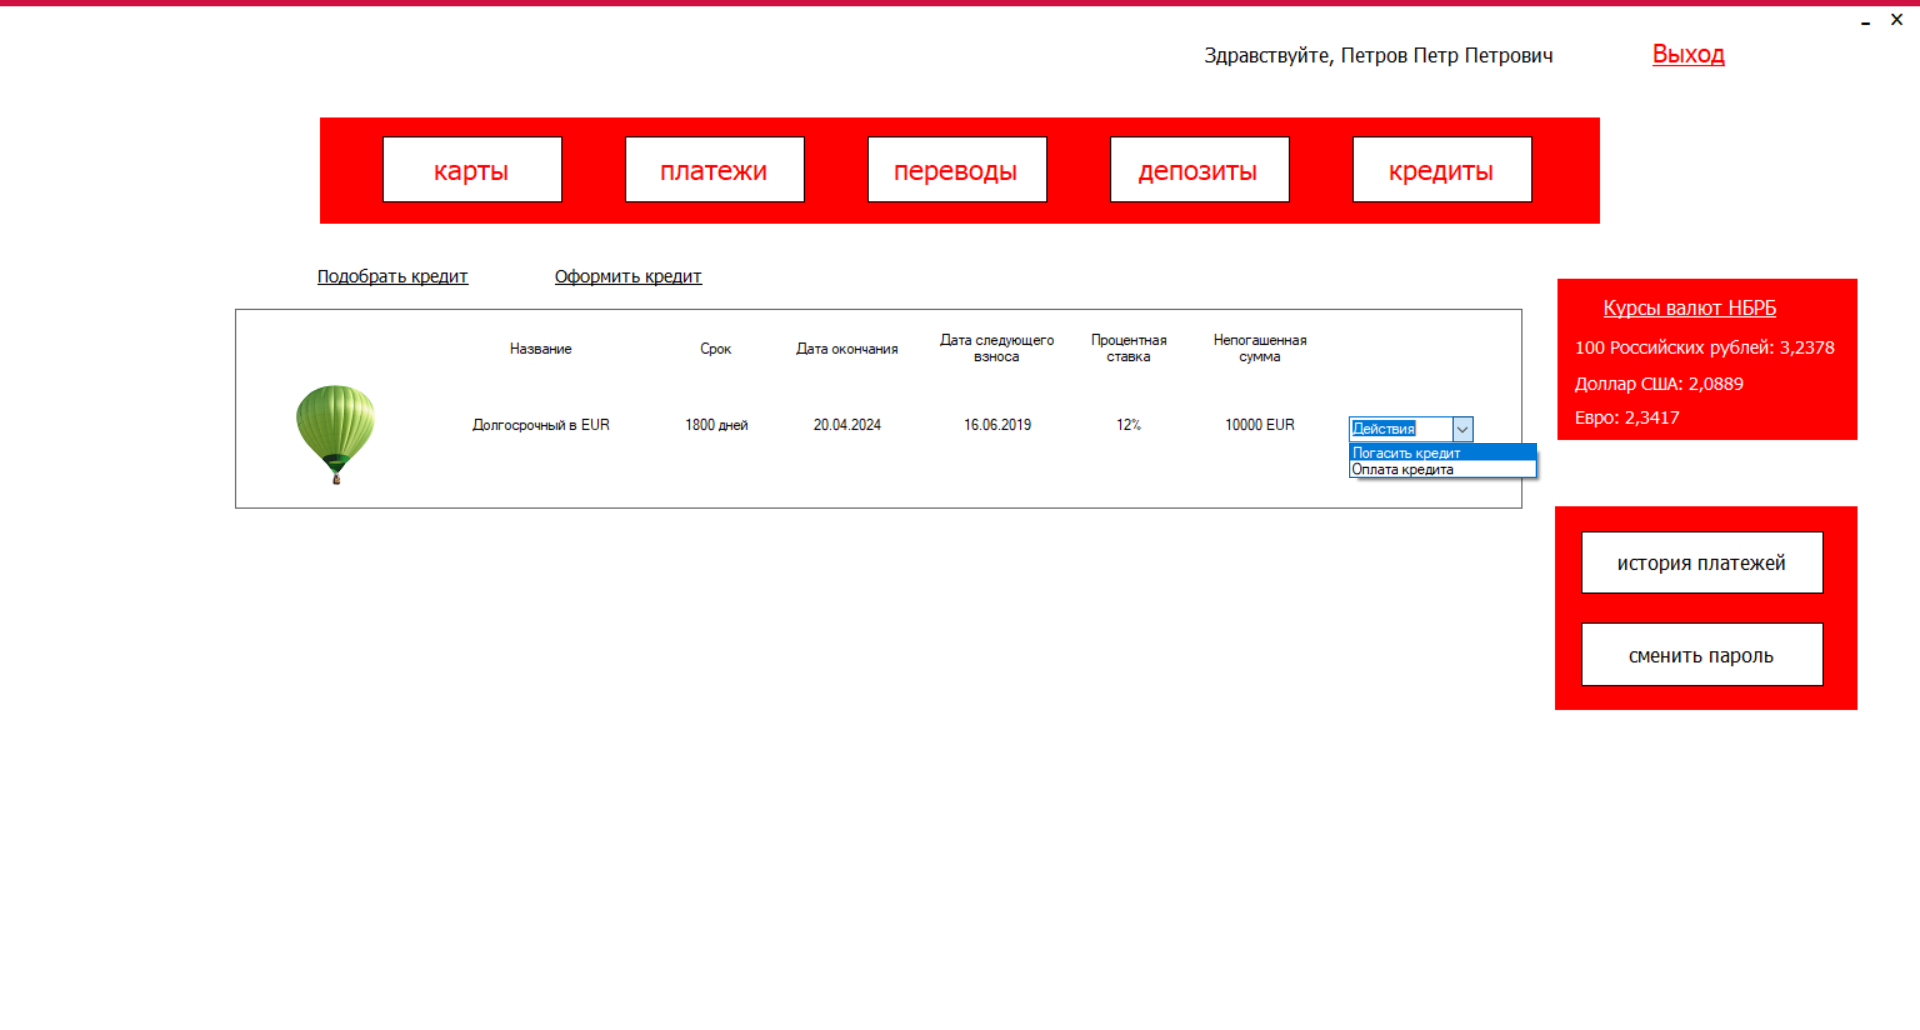 Здравствуйте, Петров Петр Петрович
Выход
карты
платежи
переводы
депозиты
кредиты
Подобрать кредит
Оформить кредит
Название
Срок
Дата окончания
Дата следующего
взноса
Процентная
ставка
Непогашенная
сумма
Долгосрочный в EUR
1800 дней
20.04.2024
16.06.2019
12%
10000 EUR
Действия
Погасить кредит
Оплата кредита
Курсы валют НБРБ
100 Российских рублей: 3,2378
Доллар США: 2,0889
Евро: 2,3417
история платежей
сменить пароль